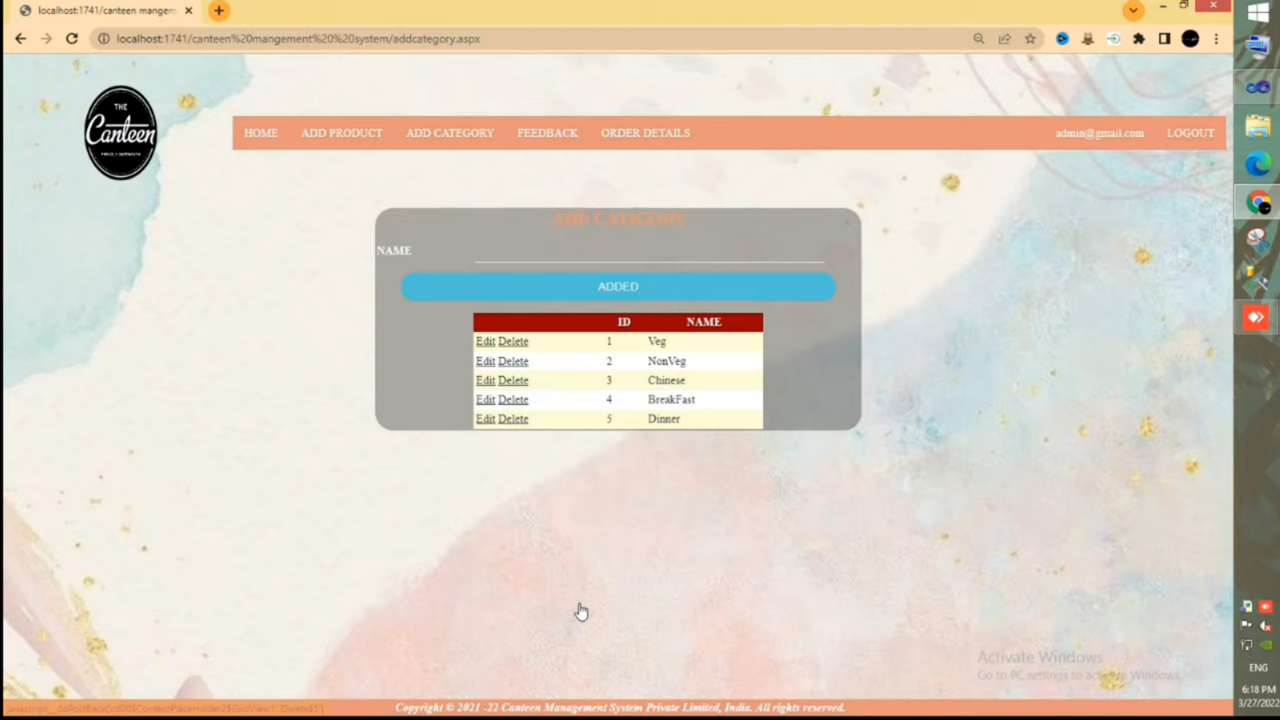 localhost:1741/canteen mangem
localhost:1741/canteen%20mangement%20%20system/addcategory.aspx
THE
Canteen
HOME ADD PRODUCT ADD CATEGORY FEEDBACK ORDER DETAILS admin@gmail.com LOGOUT
ADD CATEGORY
NAME
ADDED
ID NAME
Edit Delete 1 Veg
Edit Delete 2 NonVeg
Edit Delete 3 Chinese
Edit Delete 4 BreakFast
Edit Delete 5 Dinner
Activate Windows
Go to PC settings to activate Windows.
ENG
6:18 PM
3/27/2022
Copyright © 2021 -22 Canteen Management System Private Limited, India. All rights reserved.